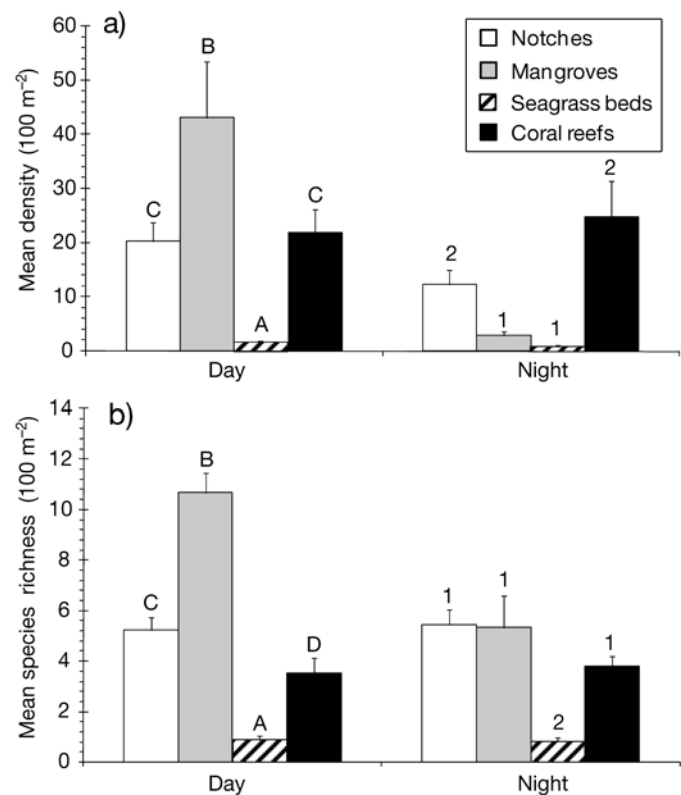 a)
Mean density (100 m⁻²)
60
50
40
30
20
10
0
C
B
A
C
2
1
1
2
Day
Night
Notches
Mangroves
Seagrass beds
Coral reefs
b)
Mean species richness (100 m⁻²)
14
12
10
8
6
4
2
0
C
B
A
D
1
1
2
1
Day
Night